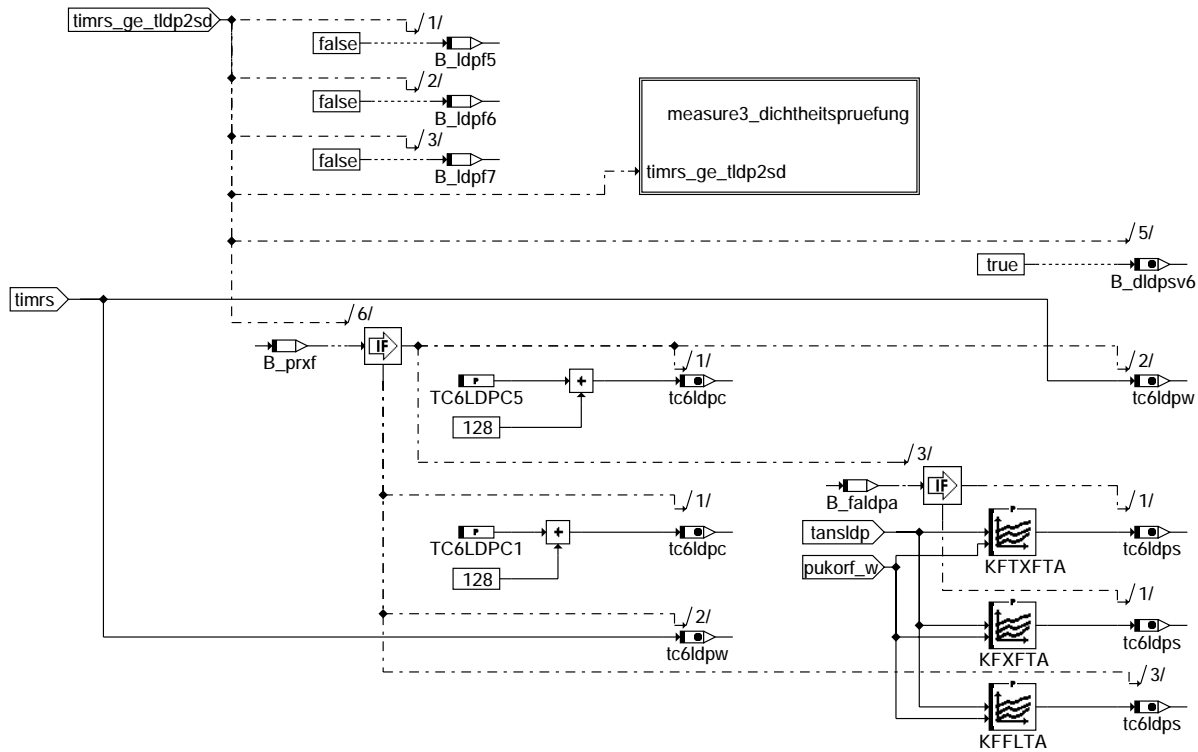 timrs_ge_tldp2sd
/1/
false
B_ldpf5
/2/
false
B_ldpf6
/3/
false
B_ldpf7
measure3_dichtheitspruefung
timrs_ge_tldp2sd
/5/
true
B_dldpsv6
timrs
/6/
IF
B_prxf
/1/
TC6LDPC5
P
+
128
tc6ldpc
/2/
tc6ldpw
/3/
IF
B_faldpa
/1/
TC6LDPC1
P
+
128
tc6ldpc
/1/
tansldp
pukorf_w
P
KFTXFTA
tc6ldps
/1/
P
KFXFTA
tc6ldps
/2/
tc6ldpw
/3/
P
KFFLTA
tc6ldps